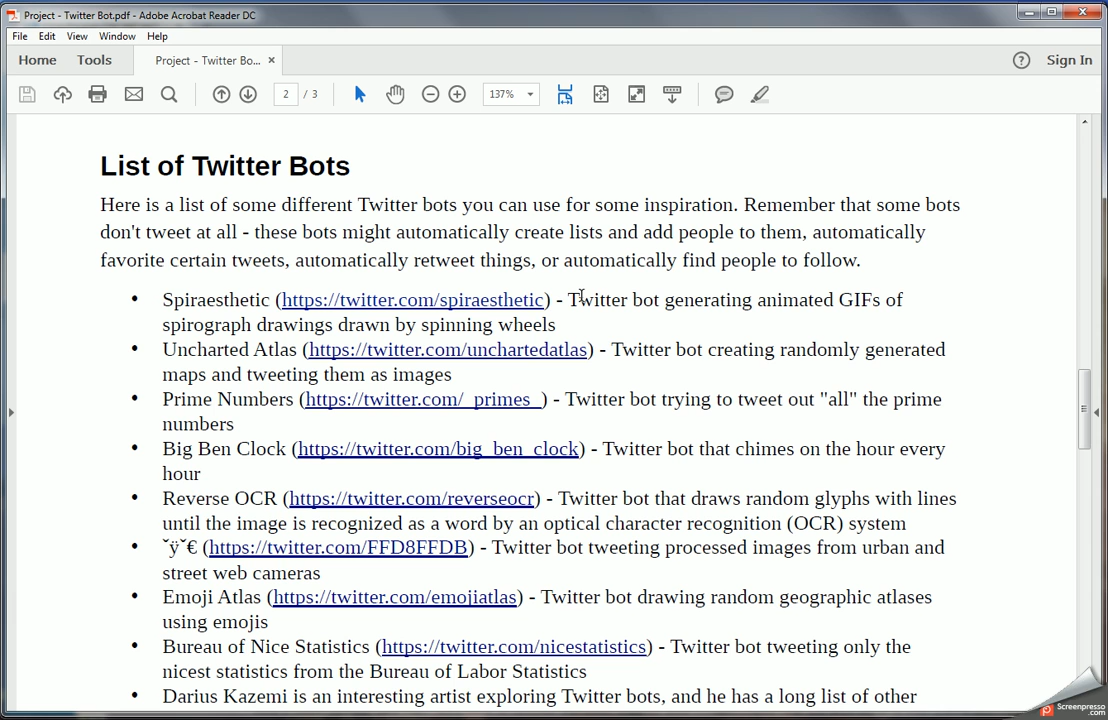 Project - Twitter Bot.pdf - Adobe Acrobat Reader DC
File Edit View Window Help
Home Tools Project - Twitter Bo... × ? Sign In
2 / 3 137%
List of Twitter Bots
Here is a list of some different Twitter bots you can use for some inspiration. Remember that some bots
don't tweet at all - these bots might automatically create lists and add people to them, automatically
favorite certain tweets, automatically retweet things, or automatically find people to follow.
• Spiraesthetic (https://twitter.com/spiraesthetic) - Twitter bot generating animated GIFs of
spirograph drawings drawn by spinning wheels
• Uncharted Atlas (https://twitter.com/unchartedatlas) - Twitter bot creating randomly generated
maps and tweeting them as images
• Prime Numbers (https://twitter.com/_primes_) - Twitter bot trying to tweet out "all" the prime
numbers
• Big Ben Clock (https://twitter.com/big_ben_clock) - Twitter bot that chimes on the hour every
hour
• Reverse OCR (https://twitter.com/reverseocr) - Twitter bot that draws random glyphs with lines
until the image is recognized as a word by an optical character recognition (OCR) system
• ˇÿˇ€ (https://twitter.com/FFD8FFDB) - Twitter bot tweeting processed images from urban and
street web cameras
• Emoji Atlas (https://twitter.com/emojiatlas) - Twitter bot drawing random geographic atlases
using emojis
• Bureau of Nice Statistics (https://twitter.com/nicestatistics) - Twitter bot tweeting only the
nicest statistics from the Bureau of Labor Statistics
• Darius Kazemi is an interesting artist exploring Twitter bots, and he has a long list of other
Screenpresso
.com